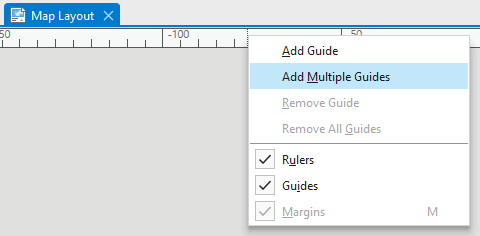 Map Layout
50 -100 -50
Add Guide
Add Multiple Guides
Remove Guide
Remove All Guides
Rulers
Guides
Margins M